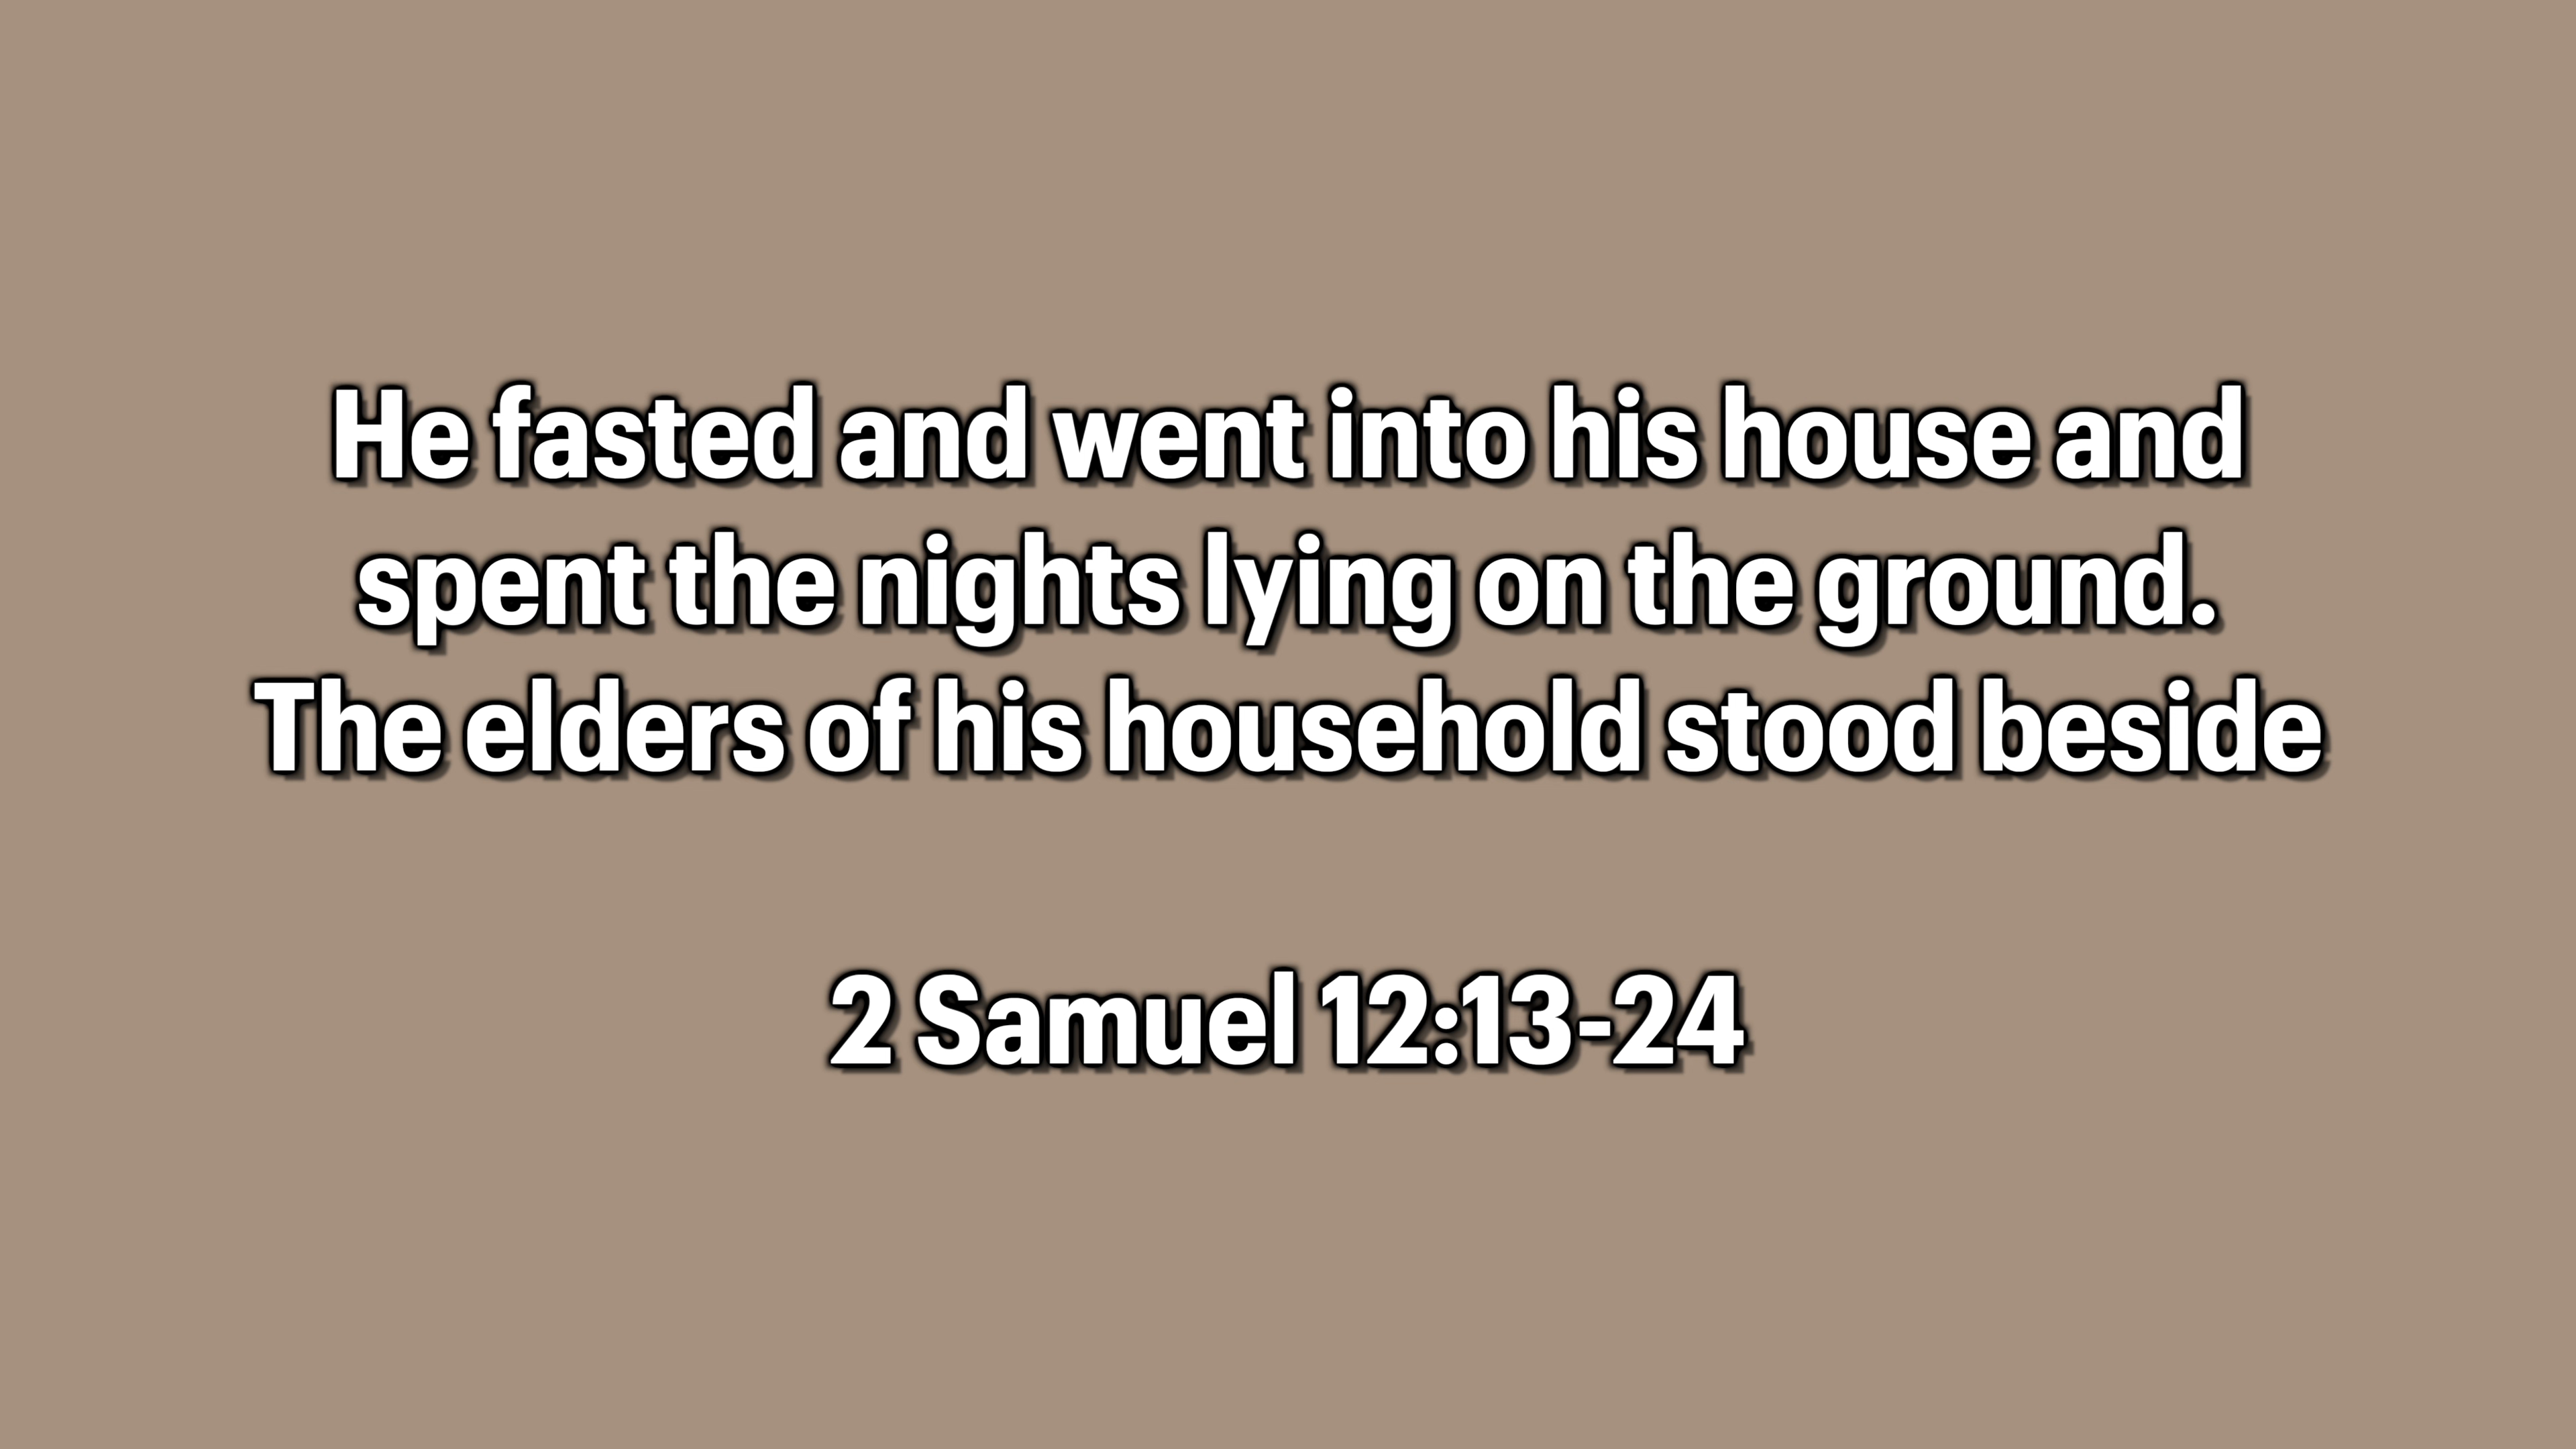 He fasted and went into his house and
spent the nights lying on the ground.
The elders of his household stood beside
2 Samuel 12:13-24